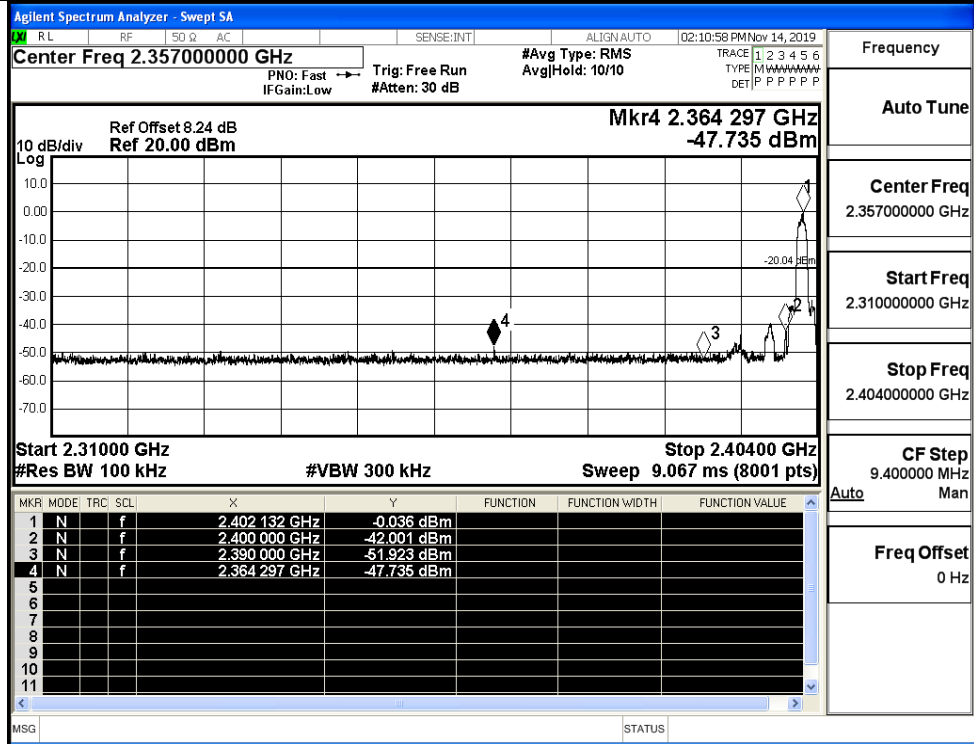 Agilent Spectrum Analyzer - Swept SA
LXI RL RF 50 Ω AC SENSE:INT ALIGNAUTO 02:10:58 PM Nov 14, 2019
Center Freq 2.357000000 GHz
PNO: Fast
IFGain:Low
Trig: Free Run
#Atten: 30 dB
#Avg Type: RMS
Avg|Hold: 10/10
TRACE 1 2 3 4 5 6
TYPE M W W W W W
DET P P P P P P
Frequency
Auto Tune
Center Freq
2.357000000 GHz
Start Freq
2.310000000 GHz
Stop Freq
2.404000000 GHz
CF Step
9.400000 MHz
Auto Man
Freq Offset
0 Hz
Mkr4 2.364 297 GHz
-47.735 dBm
Ref Offset 8.24 dB
10 dB/div Ref 20.00 dBm
Log
10.0
0.00
-10.0
-20.0
-30.0
-40.0
-50.0
-60.0
-70.0
1
-20.04 dBm
2
3
4
Start 2.31000 GHz Stop 2.40400 GHz
#Res BW 100 kHz #VBW 300 kHz Sweep 9.067 ms (8001 pts)
MKR MODE TRC SCL X Y FUNCTION FUNCTION WIDTH FUNCTION VALUE
1 N f 2.402 132 GHz -0.036 dBm
2 N f 2.400 000 GHz -42.001 dBm
3 N f 2.390 000 GHz -51.923 dBm
4 N f 2.364 297 GHz -47.735 dBm
5
6
7
8
9
10
11
MSG STATUS